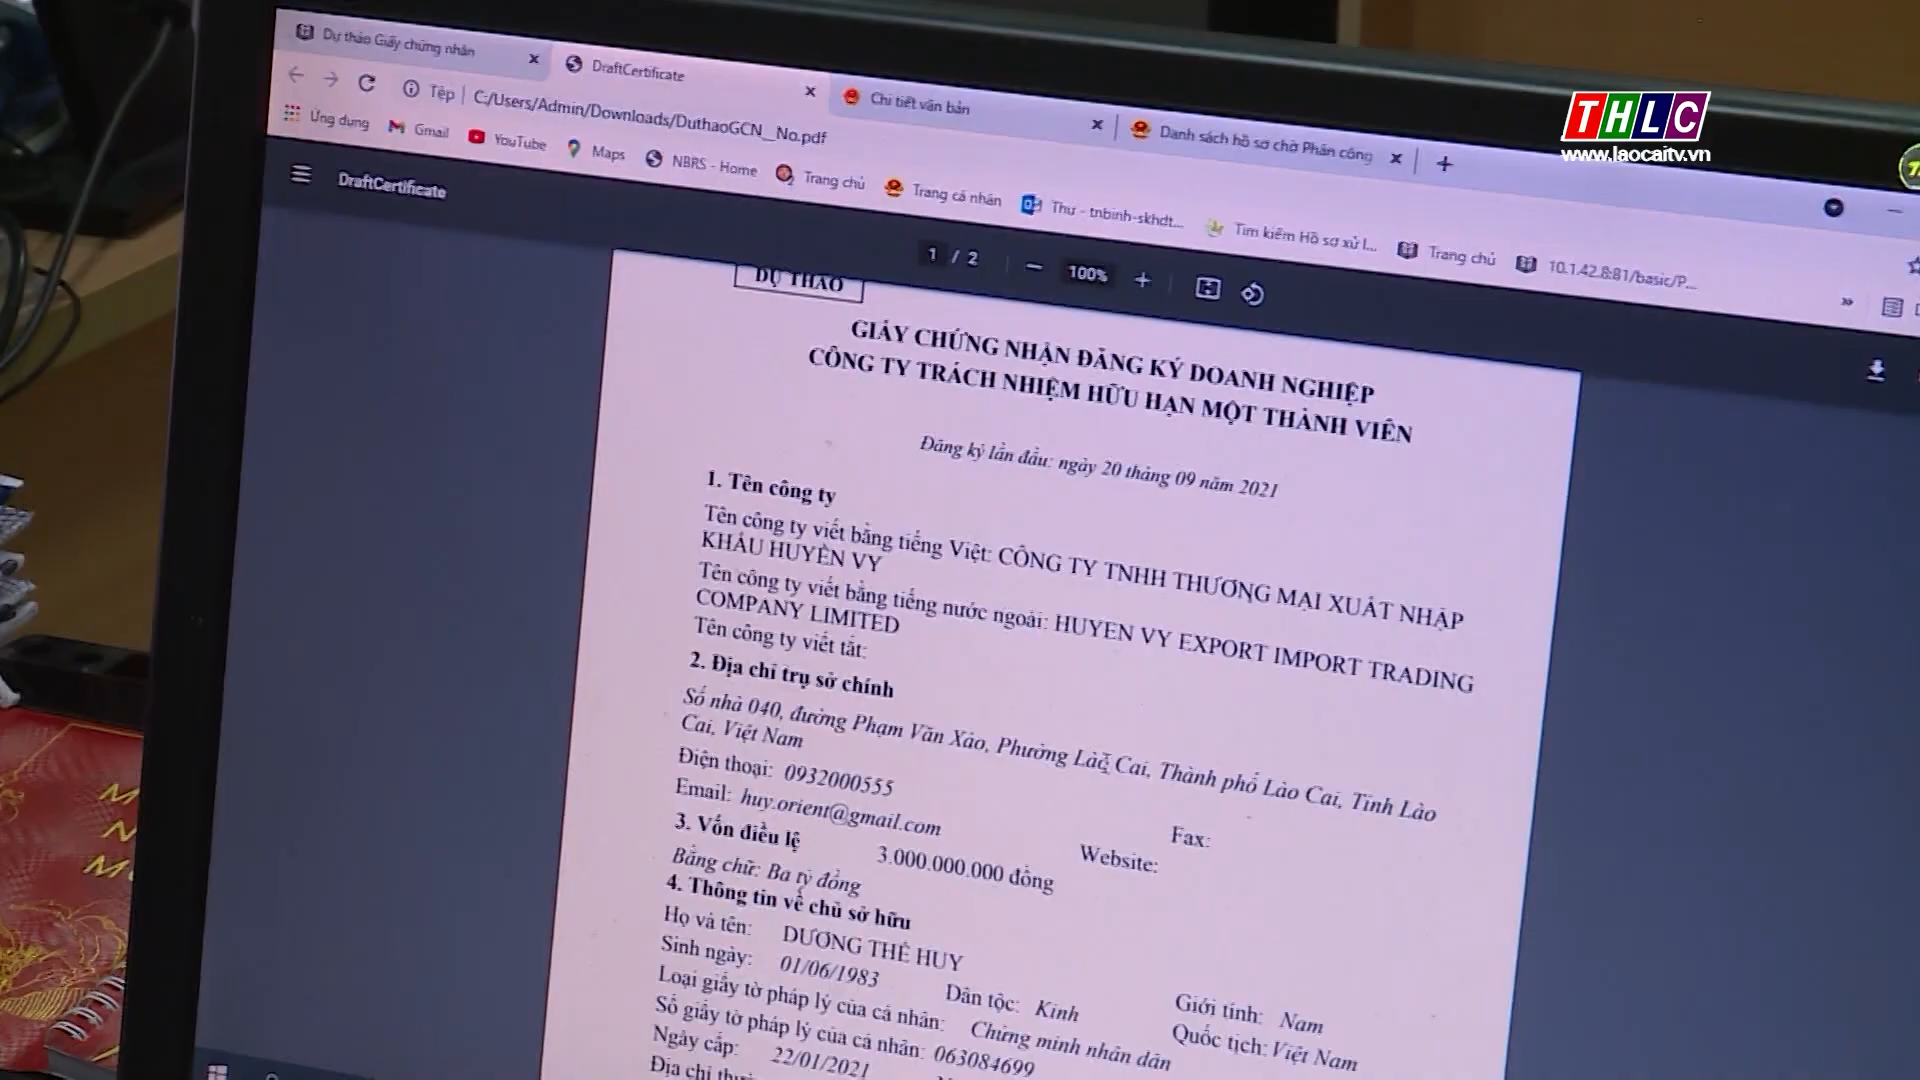 Dự thảo Giấy chứng nhận
DraftCertificate
Chi tiết văn bản
Danh sách hồ sơ chờ Phân công
THLC
www.laocaitv.vn
Tệp
C:/Users/Admin/Downloads/DuthaoGCN_No.pdf
Ứng dụng
Gmail
YouTube
Maps
NBRS - Home
Trang chủ
Trang cá nhân
Thư - tnbinh-skhdt...
Tìm kiếm Hồ sơ xử l...
Trang chủ
10.1.42.8:81/basic/P...
DraftCertificate
1 / 2
100%
DỰ THẢO
GIẤY CHỨNG NHẬN ĐĂNG KÝ DOANH NGHIỆP
CÔNG TY TRÁCH NHIỆM HỮU HẠN MỘT THÀNH VIÊN
Đăng ký lần đầu: ngày 20 tháng 09 năm 2021
1. Tên công ty
Tên công ty viết bằng tiếng Việt: CÔNG TY TNHH THƯƠNG MẠI XUẤT NHẬP
KHẨU HUYỀN VY
Tên công ty viết bằng tiếng nước ngoài: HUYEN VY EXPORT IMPORT TRADING
COMPANY LIMITED
Tên công ty viết tắt:
2. Địa chỉ trụ sở chính
Số nhà 040, đường Phạm Văn Xảo, Phường Lào Cai, Thành phố Lào Cai, Tỉnh Lào
Cai, Việt Nam
Điện thoại: 0932000555
Fax:
Email: huy.orient@gmail.com
Website:
3. Vốn điều lệ 3.000.000.000 đồng
Bằng chữ: Ba tỷ đồng
4. Thông tin về chủ sở hữu
Họ và tên: DƯƠNG THẾ HUY
Giới tính: Nam
Sinh ngày: 01/06/1983 Dân tộc: Kinh Quốc tịch: Việt Nam
Loại giấy tờ pháp lý của cá nhân: Chứng minh nhân dân
Số giấy tờ pháp lý của cá nhân: 063084699
Ngày cấp: 22/01/2021
Địa chỉ